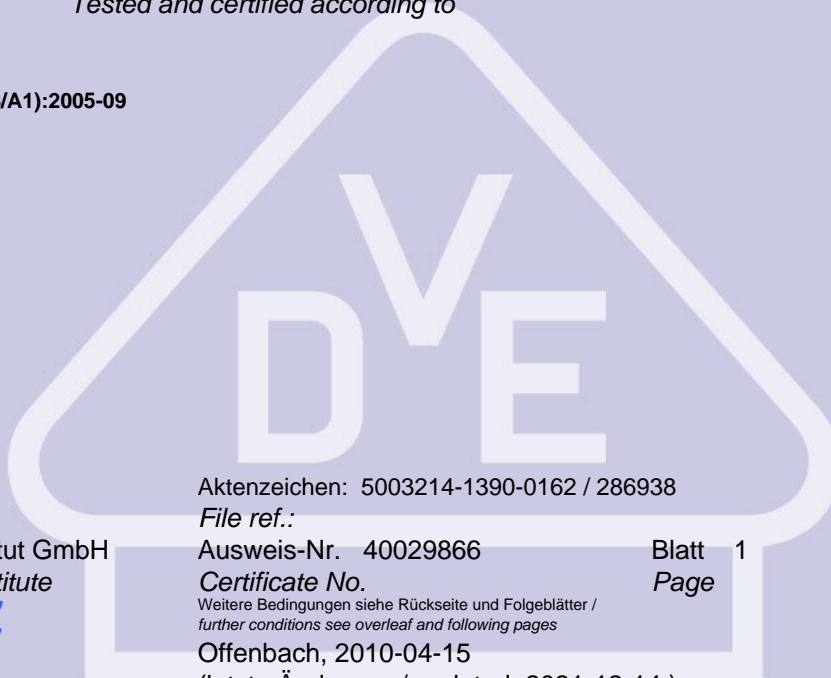 Tested and certified according to
/A1):2005-09
VDE
Aktenzeichen: 5003214-1390-0162 / 286938
File ref.:
tut GmbH Ausweis-Nr. 40029866 Blatt 1
titute Certificate No. Page
Weitere Bedingungen siehe Rückseite und Folgeblätter /
further conditions see overleaf and following pages
Offenbach, 2010-04-15